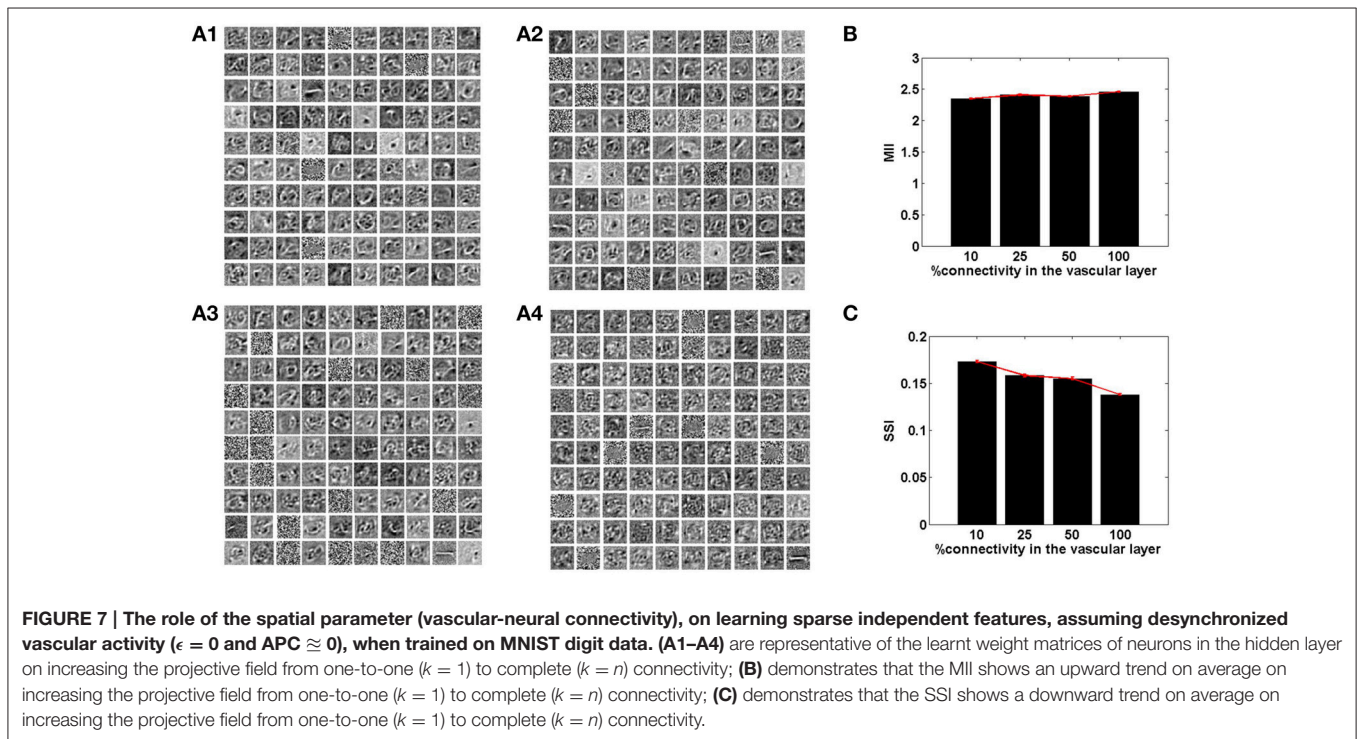 A1
A2
B
3
2.5
2
1.5
1
0.5
0
MII
10 25 50 100
%connectivity in the vascular layer
A3
A4
C
0.2
0.15
0.1
0.05
0
SSI
10 25 50 100
%connectivity in the vascular layer
FIGURE 7 | The role of the spatial parameter (vascular-neural connectivity), on learning sparse independent features, assuming desynchronized
vascular activity (ϵ = 0 and APC ≊ 0), when trained on MNIST digit data. (A1–A4) are representative of the learnt weight matrices of neurons in the hidden layer
on increasing the projective field from one-to-one (k = 1) to complete (k = n) connectivity; (B) demonstrates that the MII shows an upward trend on average on
increasing the projective field from one-to-one (k = 1) to complete (k = n) connectivity; (C) demonstrates that the SSI shows a downward trend on average on
increasing the projective field from one-to-one (k = 1) to complete (k = n) connectivity.